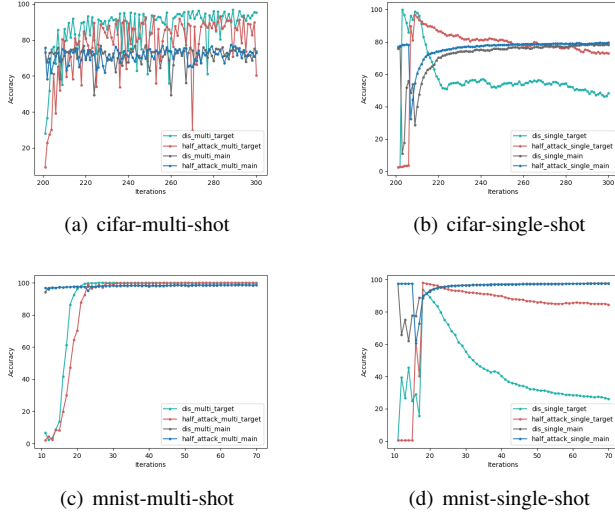 100
80
60
40
20
Accuracy
200 220 240 260 280 300
Iterations
dis_multi_target
half_attack_multi_target
dis_multi_main
half_attack_multi_main
(a) cifar-multi-shot
100
80
60
40
20
0
Accuracy
200 220 240 260 280 300
Iterations
dis_single_target
half_attack_single_target
dis_single_main
half_attack_single_main
(b) cifar-single-shot
100
80
60
40
20
0
Accuracy
10 20 30 40 50 60 70
Iterations
dis_multi_target
half_attack_multi_target
dis_multi_main
half_attack_multi_main
(c) mnist-multi-shot
100
80
60
40
20
0
Accuracy
10 20 30 40 50 60 70
Iterations
dis_single_target
half_attack_single_target
dis_single_main
half_attack_single_main
(d) mnist-single-shot